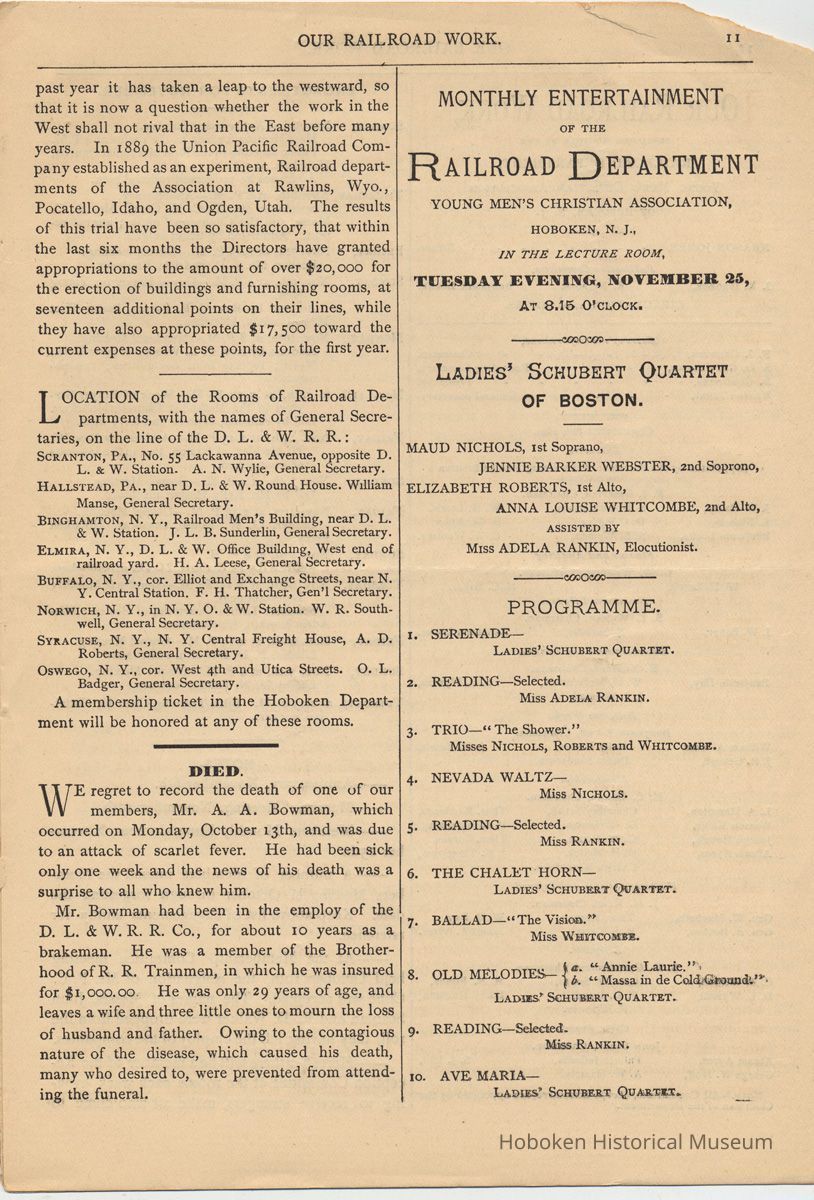 OUR RAILROAD WORK. 11
past year it has taken a leap to the westward, so
that it is now a question whether the work in the
West shall not rival that in the East before many
years. In 1889 the Union Pacific Railroad Com-
pany established as an experiment, Railroad depart-
ments of the Association at Rawlins, Wyo.,
Pocatello, Idaho, and Ogden, Utah. The results
of this trial have been so satisfactory, that within
the last six months the Directors have granted
appropriations to the amount of over $20,000 for
the erection of buildings and furnishing rooms, at
seventeen additional points on their lines, while
they have also appropriated $17,500 toward the
current expenses at these points, for the first year.
LOCATION of the Rooms of Railroad De-
partments, with the names of General Secre-
taries, on the line of the D. L. & W. R. R.:
SCRANTON, PA., No. 55 Lackawanna Avenue, opposite D.
L. & W. Station. A. N. Wylie, General Secretary.
HALLSTEAD, PA., near D. L. & W. Round House. William
Manse, General Secretary.
BINGHAMTON, N. Y., Railroad Men's Building, near D. L.
& W. Station. J. L. B. Sunderlin, General Secretary.
ELMIRA, N. Y., D. L. & W. Office Building, West end of
railroad yard. H. A. Leese, General Secretary.
BUFFALO, N. Y., cor. Elliot and Exchange Streets, near N.
Y. Central Station. F. H. Thatcher, Gen'l Secretary.
NORWICH, N. Y., in N. Y. O. & W. Station. W. R. South-
well, General Secretary.
SYRACUSE, N. Y., N. Y. Central Freight House, A. D.
Roberts, General Secretary.
OSWEGO, N. Y., cor. West 4th and Utica Streets. O. L.
Badger, General Secretary.
A membership ticket in the Hoboken Depart-
ment will be honored at any of these rooms.
DIED.
WE regret to record the death of one of our
members, Mr. A. A. Bowman, which
occurred on Monday, October 13th, and was due
to an attack of scarlet fever. He had been sick
only one week and the news of his death was a
surprise to all who knew him.
Mr. Bowman had been in the employ of the
D. L. & W. R. R. Co., for about 10 years as a
brakeman. He was a member of the Brother-
hood of R. R. Trainmen, in which he was insured
for $1,000.00. He was only 29 years of age, and
leaves a wife and three little ones to mourn the loss
of husband and father. Owing to the contagious
nature of the disease, which caused his death,
many who desired to, were prevented from attend-
ing the funeral.
MONTHLY ENTERTAINMENT
OF THE
RAILROAD DEPARTMENT
YOUNG MEN'S CHRISTIAN ASSOCIATION,
HOBOKEN, N. J.,
IN THE LECTURE ROOM,
TUESDAY EVENING, NOVEMBER 25,
AT 8.15 O'CLOCK.
LADIES' SCHUBERT QUARTET
OF BOSTON.
MAUD NICHOLS, 1st Soprano,
JENNIE BARKER WEBSTER, 2nd Soprono,
ELIZABETH ROBERTS, 1st Alto,
ANNA LOUISE WHITCOMBE, 2nd Alto,
ASSISTED BY
Miss ADELA RANKIN, Elocutionist.
PROGRAMME.
1. SERENADE—
LADIES' SCHUBERT QUARTET.
2. READING—Selected.
Miss ADELA RANKIN.
3. TRIO—"The Shower."
Misses NICHOLS, ROBERTS and WHITCOMBE.
4. NEVADA WALTZ—
Miss NICHOLS.
5. READING—Selected.
Miss RANKIN.
6. THE CHALET HORN—
LADIES' SCHUBERT QUARTET.
7. BALLAD—"The Vision."
Miss WHITCOMBE.
8. OLD MELODIES— { a. "Annie Laurie."
{ b. "Massa in de Cold Ground."
LADIES' SCHUBERT QUARTET.
9. READING—Selected.
Miss RANKIN.
10. AVE MARIA—
LADIES' SCHUBERT QUARTET.
Hoboken Historical Museum